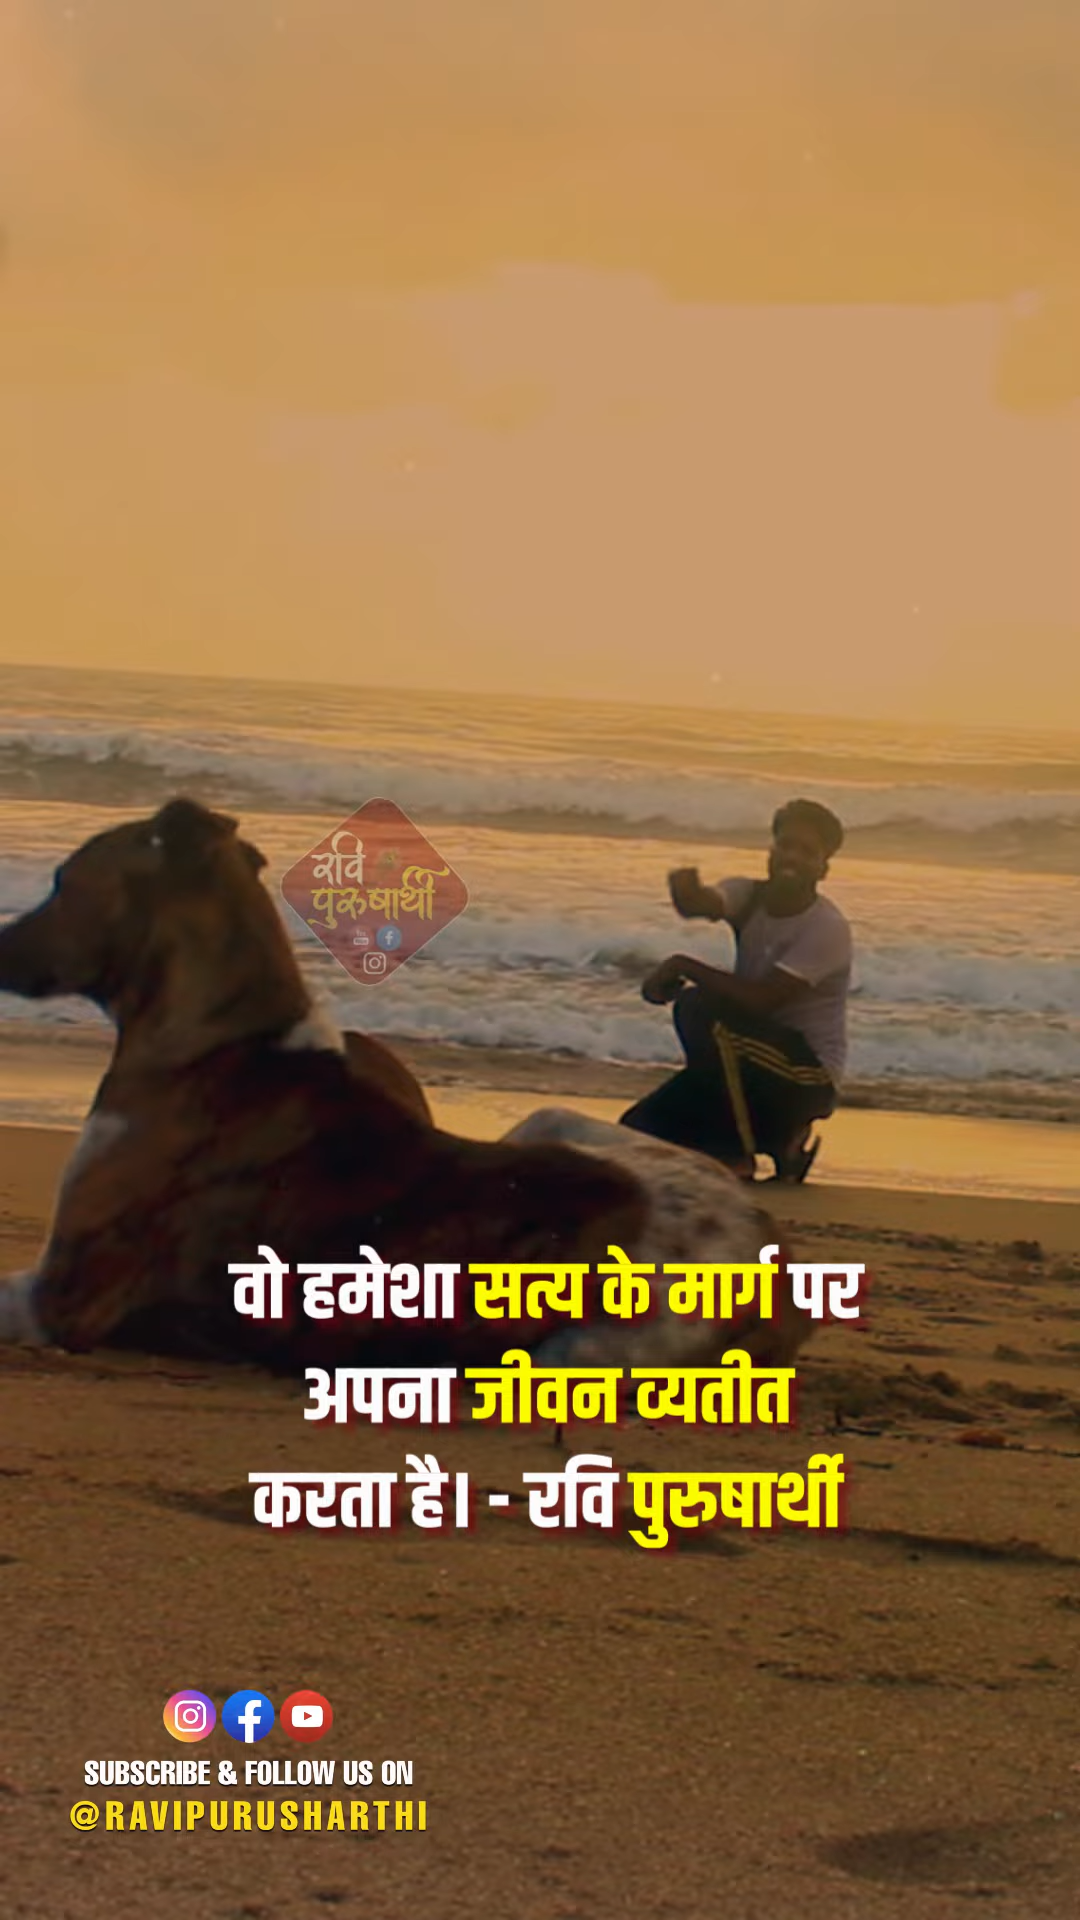 रवि
पुरुषार्थी
वो हमेशा सत्य के मार्ग पर
अपना जीवन व्यतीत
करता है। - रवि पुरुषार्थी
SUBSCRIBE & FOLLOW US ON
@RAVIPURUSHARTHI